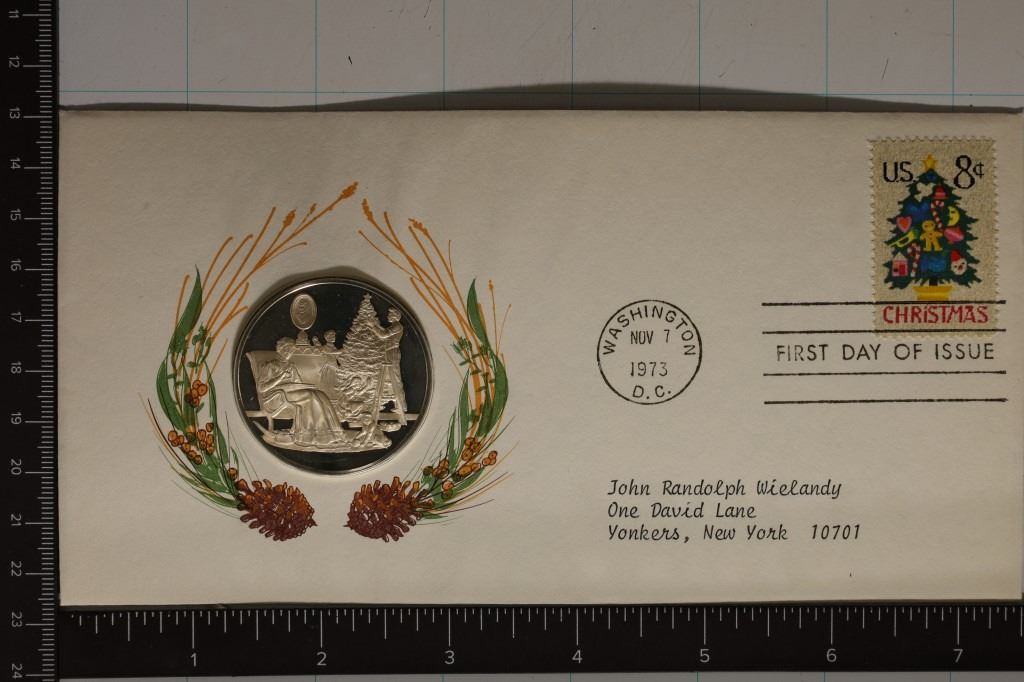 U.S. 8¢
CHRISTMAS
WASHINGTON
NOV 7
1973
D.C.
FIRST DAY OF ISSUE
John Randolph Wielandy
One David Lane
Yonkers, New York 10701
11
12
13
14
15
16
17
18
19
20
21
22
23
24
1 2 3 4 5 6 7